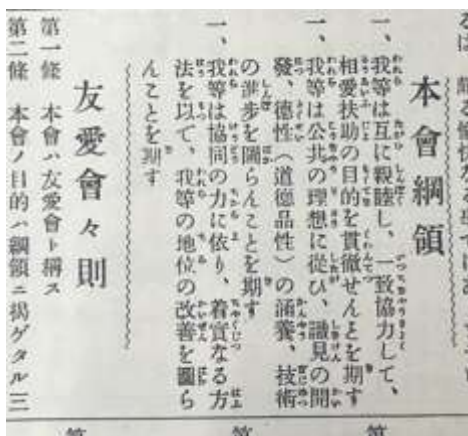 本會綱領
一、我等は互に親睦し、一致協力して、
相愛扶助の目的を貫徹せんとを期す
一、我等は公共の理想に從ひ、識見の開
發、德性(道德品性)の涵養、技術
の進步を圖らんことを期す
一、我等は協同の力に依り、着實なる方
法を以て、我等の地位の改善を圖ら
んことを期す
友愛會々則
第一條 本會ハ友愛會ト稱ス
第二條 本會ノ目的ハ綱領ニ揭ゲタル三